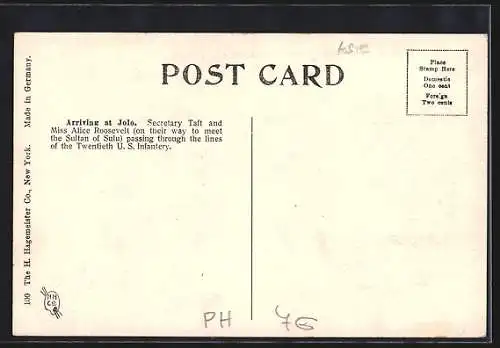 POST CARD
Place
Stamp Here
Domestic
One cent
Foreign
Two cents
Arriving at Jolo. Secretary Taft and
Miss Alice Roosevelt (on their way to meet
the Sultan of Sulu) passing through the lines
of the Twentieth U. S. Infantry.
130 The H. Hagemeister Co., New York. Made in Germany.
PH 76